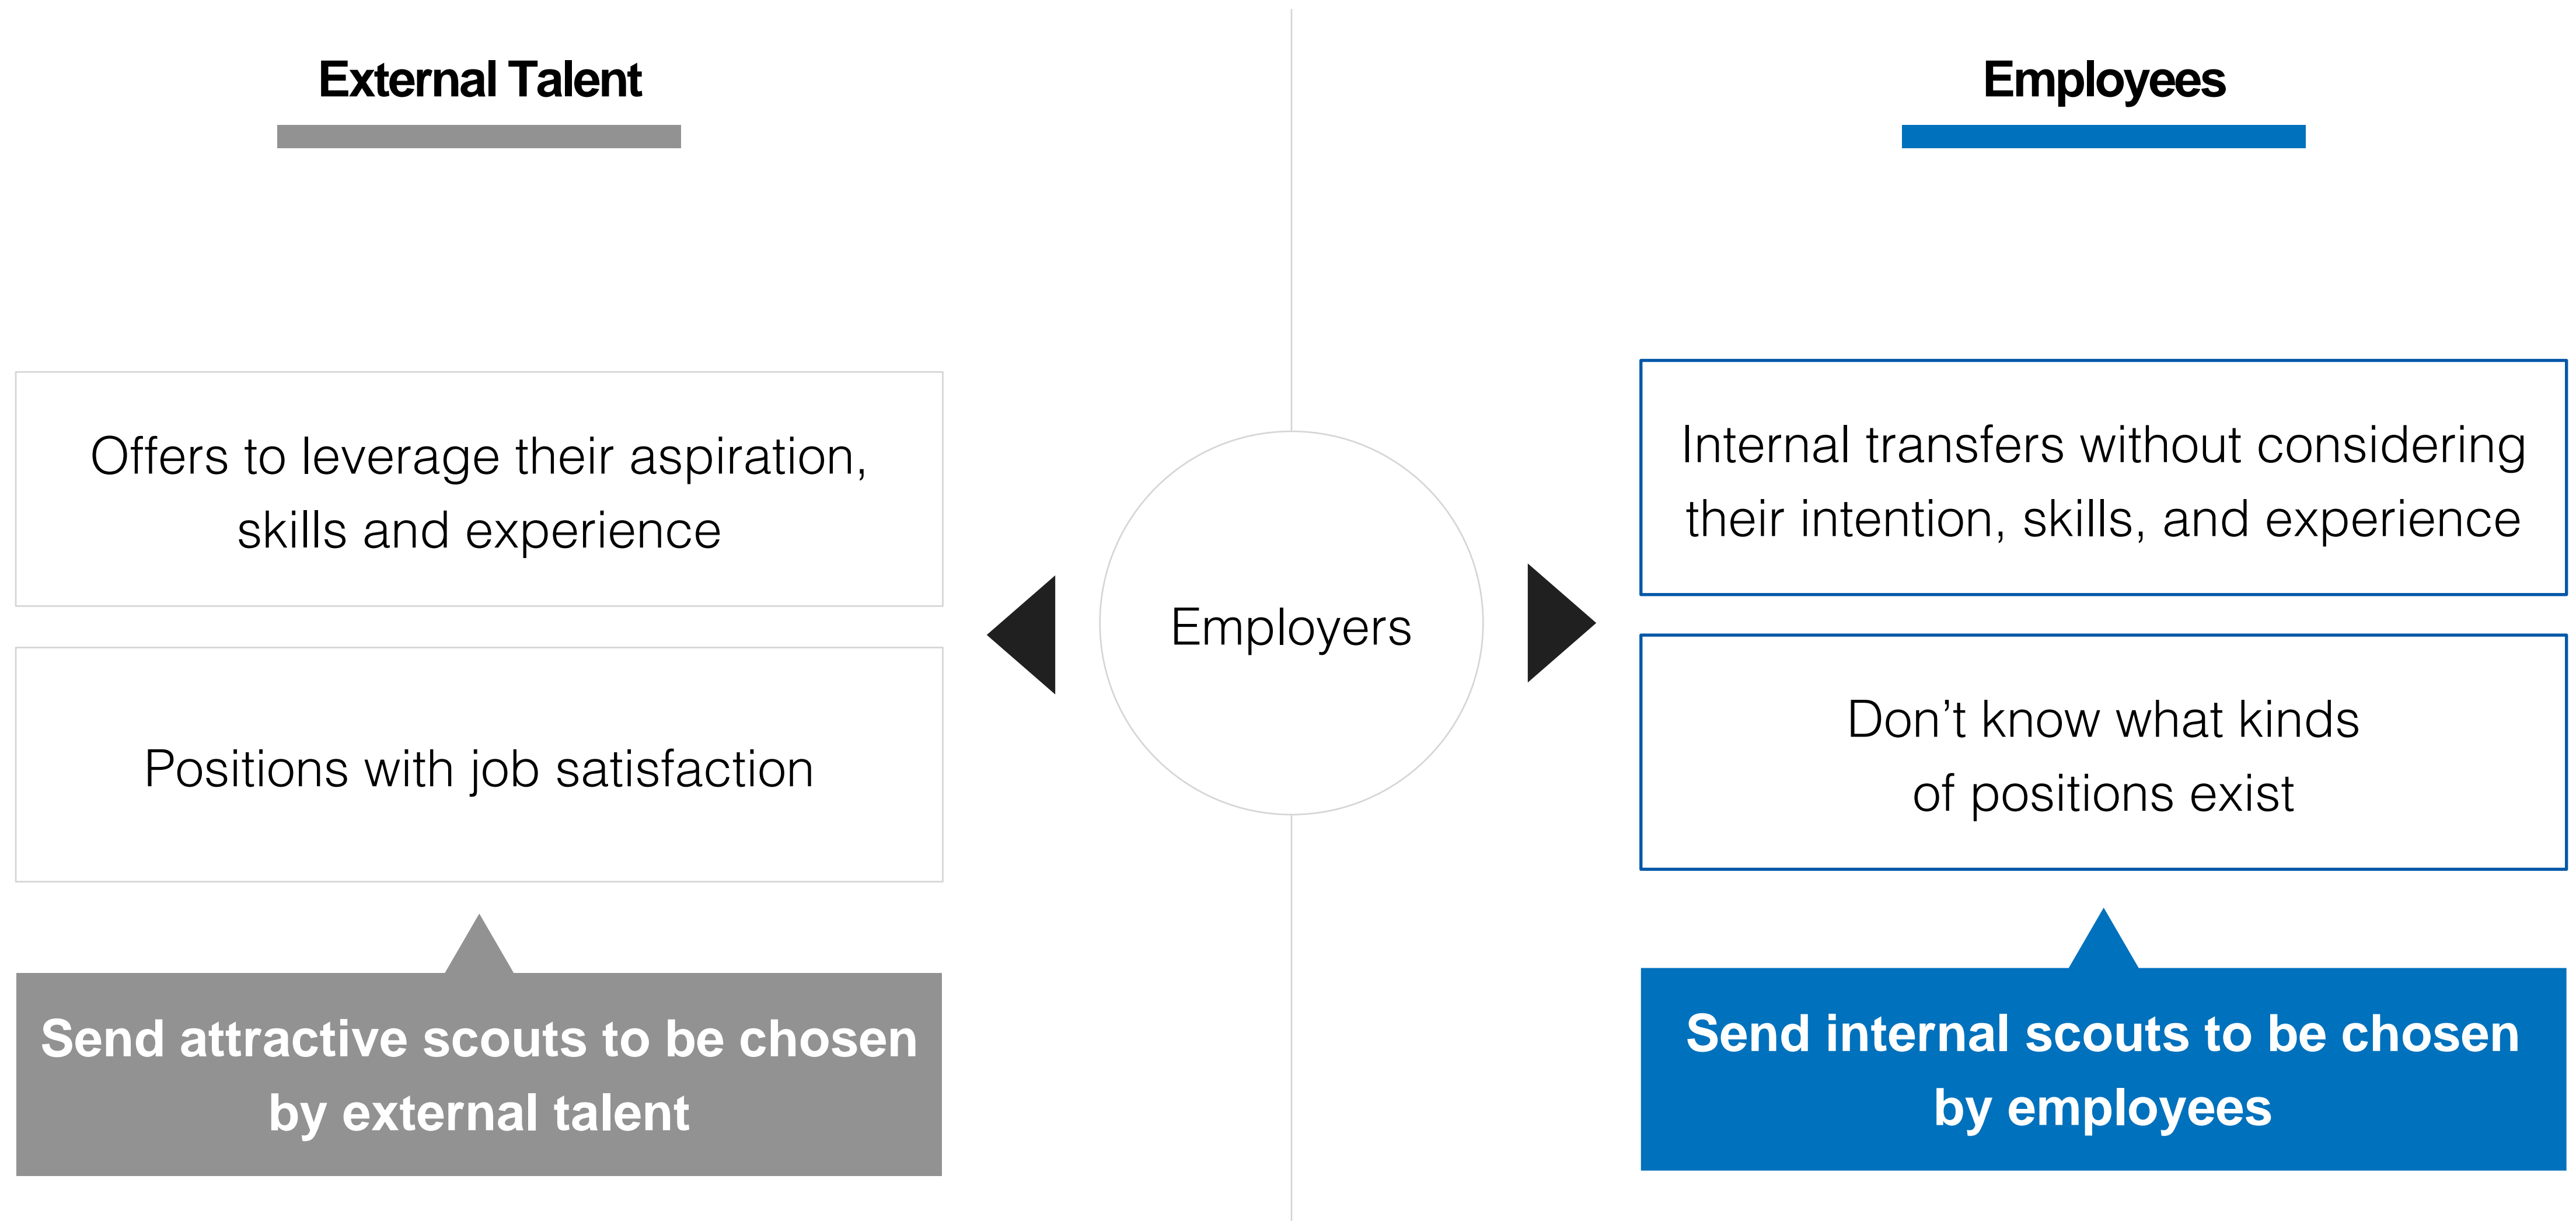 External Talent
Offers to leverage their aspiration,
skills and experience
Positions with job satisfaction
Send attractive scouts to be chosen
by external talent
Employers
Employees
Internal transfers without considering
their intention, skills, and experience
Don’t know what kinds
of positions exist
Send internal scouts to be chosen
by employees